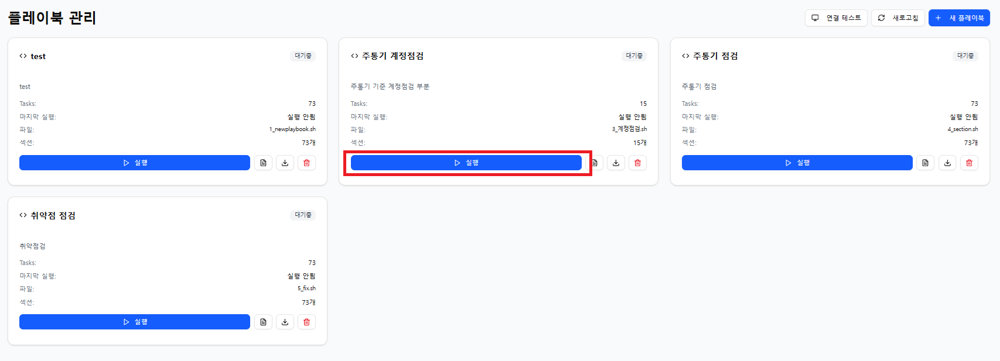 플레이북 관리
연결 테스트 새로고침 + 새 플레이북
<> test 대기중
test
Tasks: 73
마지막 실행: 실행 안됨
파일: 1_newplaybook.sh
섹션: 73개
실행
<> 주통기 계정점검 대기중
주통기 기준 계정점검 부분
Tasks: 15
마지막 실행: 실행 안됨
파일: 3_계정점검.sh
섹션: 15개
실행
<> 주통기 점검 대기중
주통기 점검
Tasks: 73
마지막 실행: 실행 안됨
파일: 4_section.sh
섹션: 73개
실행
<> 취약점 점검 대기중
취약점검
Tasks: 73
마지막 실행: 실행 안됨
파일: 5_fix.sh
섹션: 73개
실행